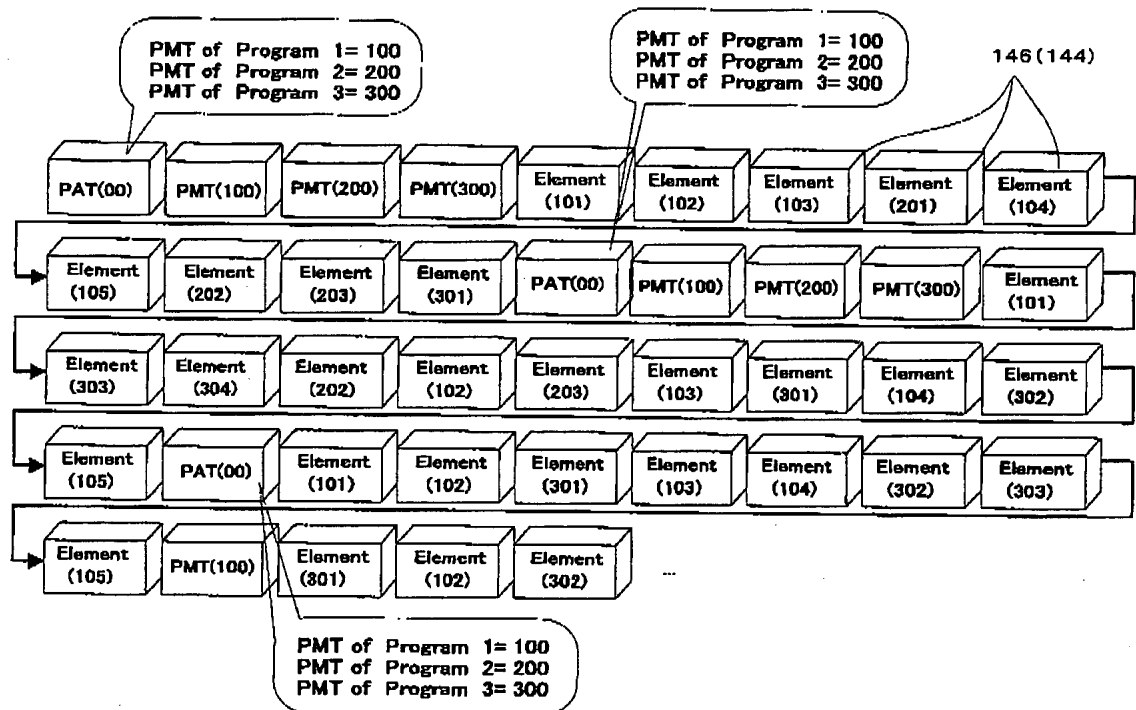 PMT of Program 1= 100
PMT of Program 2= 200
PMT of Program 3= 300
PMT of Program 1= 100
PMT of Program 2= 200
PMT of Program 3= 300
146(144)
PAT(00)
PMT(100)
PMT(200)
PMT(300)
Element
(101)
Element
(102)
Element
(103)
Element
(201)
Element
(104)
Element
(105)
Element
(202)
Element
(203)
Element
(301)
PAT(00)
PMT(100)
PMT(200)
PMT(300)
Element
(101)
Element
(303)
Element
(304)
Element
(202)
Element
(102)
Element
(203)
Element
(103)
Element
(301)
Element
(104)
Element
(302)
Element
(105)
PAT(00)
Element
(101)
Element
(102)
Element
(301)
Element
(103)
Element
(104)
Element
(302)
Element
(303)
Element
(105)
PMT(100)
Element
(301)
Element
(102)
Element
(302)
...
PMT of Program 1= 100
PMT of Program 2= 200
PMT of Program 3= 300